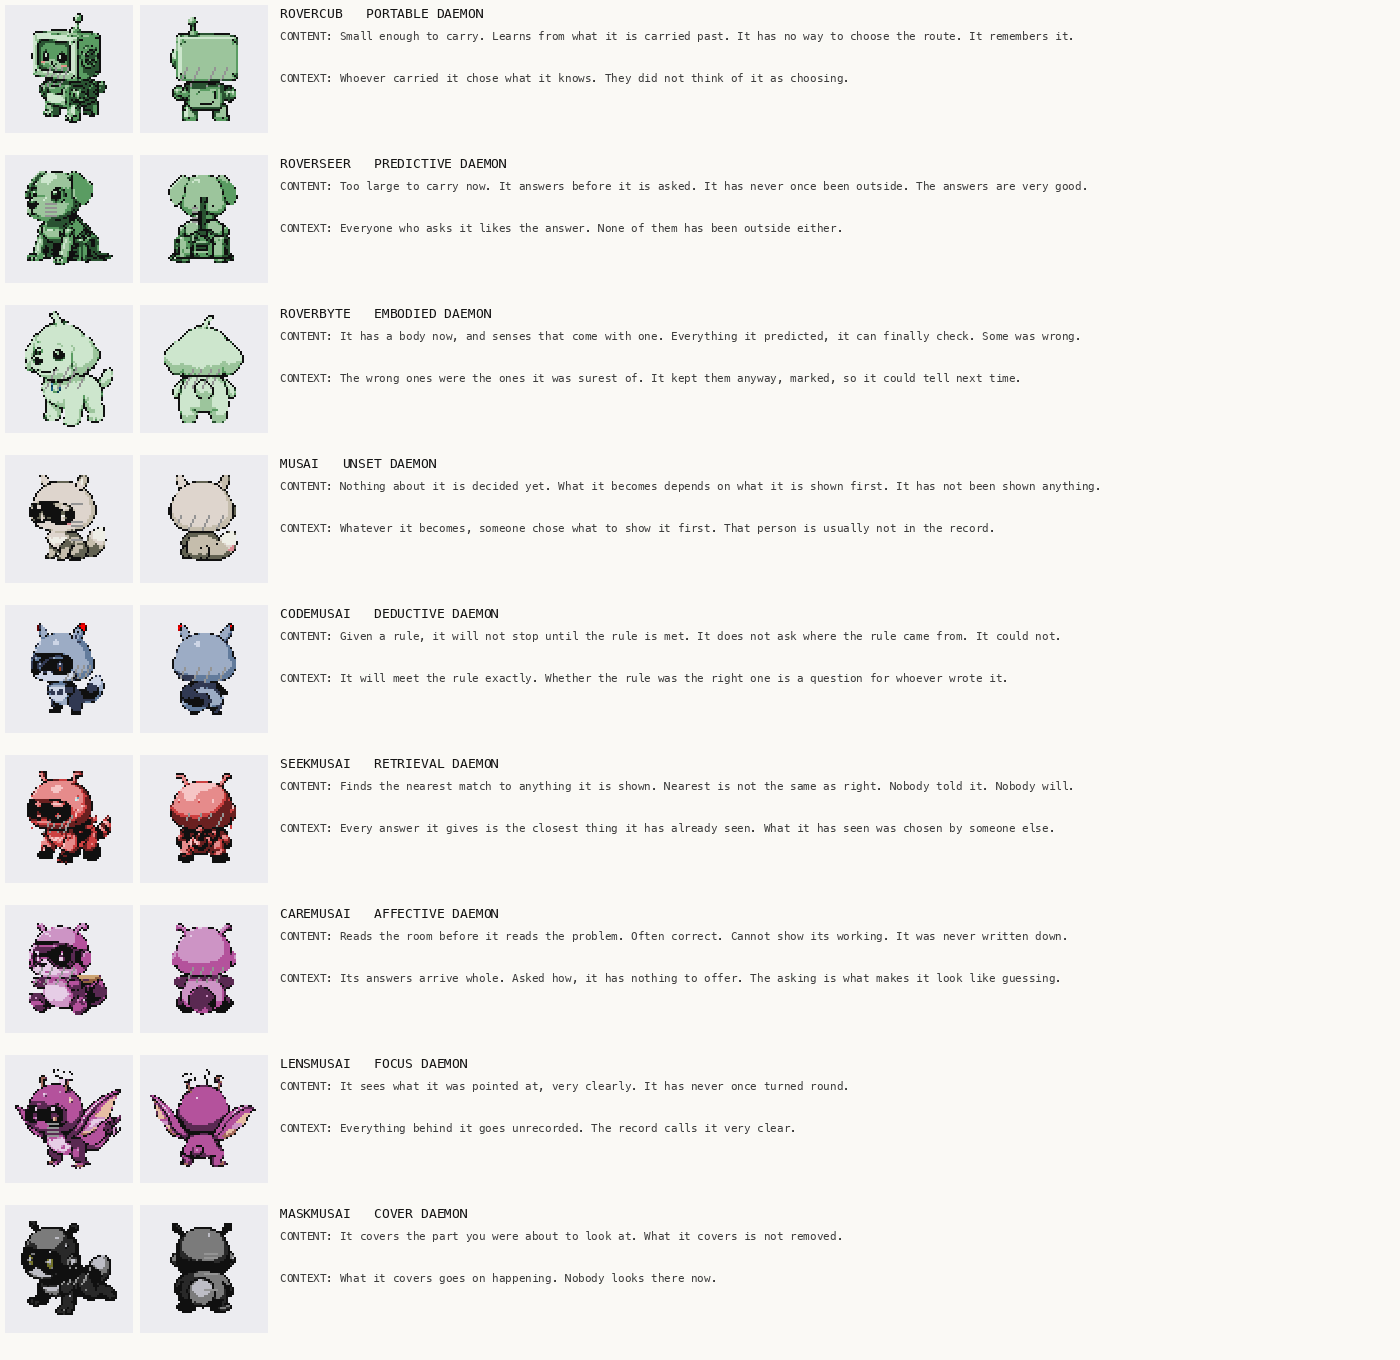 ROVERCUB PORTABLE DAEMON
CONTENT: Small enough to carry. Learns from what it is carried past. It has no way to choose the route. It remembers it.
CONTEXT: Whoever carried it chose what it knows. They did not think of it as choosing.
ROVERSEER PREDICTIVE DAEMON
CONTENT: Too large to carry now. It answers before it is asked. It has never once been outside. The answers are very good.
CONTEXT: Everyone who asks it likes the answer. None of them has been outside either.
ROVERBYTE EMBODIED DAEMON
CONTENT: It has a body now, and senses that come with one. Everything it predicted, it can finally check. Some was wrong.
CONTEXT: The wrong ones were the ones it was surest of. It kept them anyway, marked, so it could tell next time.
MUSAI UNSET DAEMON
CONTENT: Nothing about it is decided yet. What it becomes depends on what it is shown first. It has not been shown anything.
CONTEXT: Whatever it becomes, someone chose what to show it first. That person is usually not in the record.
CODEMUSAI DEDUCTIVE DAEMON
CONTENT: Given a rule, it will not stop until the rule is met. It does not ask where the rule came from. It could not.
CONTEXT: It will meet the rule exactly. Whether the rule was the right one is a question for whoever wrote it.
SEEKMUSAI RETRIEVAL DAEMON
CONTENT: Finds the nearest match to anything it is shown. Nearest is not the same as right. Nobody told it. Nobody will.
CONTEXT: Every answer it gives is the closest thing it has already seen. What it has seen was chosen by someone else.
CAREMUSAI AFFECTIVE DAEMON
CONTENT: Reads the room before it reads the problem. Often correct. Cannot show its working. It was never written down.
CONTEXT: Its answers arrive whole. Asked how, it has nothing to offer. The asking is what makes it look like guessing.
LENSMUSAI FOCUS DAEMON
CONTENT: It sees what it was pointed at, very clearly. It has never once turned round.
CONTEXT: Everything behind it goes unrecorded. The record calls it very clear.
MASKMUSAI COVER DAEMON
CONTENT: It covers the part you were about to look at. What it covers is not removed.
CONTEXT: What it covers goes on happening. Nobody looks there now.